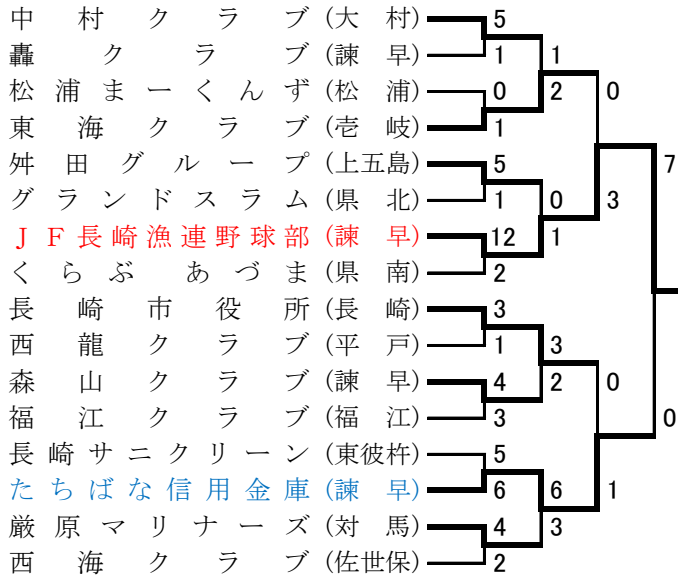 中村クラブ(大村) 5
轟クラブ(諫早) 1 1
松浦まーくんず(松浦) 0 2 0
東海クラブ(壱岐) 1
舛田グループ(上五島) 5 7
グランドスラム(県北) 1 0 3
JF長崎漁連野球部(諫早) 12 1
くらぶあづま(県南) 2
長崎市役所(長崎) 3
西龍クラブ(平戸) 1 3
森山クラブ(諫早) 4 2 0
福江クラブ(福江) 3 0
長崎サニクリーン(東彼杵) 5
たちばな信用金庫(諫早) 6 6 1
厳原マリナーズ(対馬) 4 3
西海クラブ(佐世保) 2